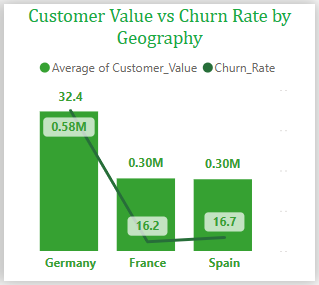 Customer Value vs Churn Rate by
Geography
Average of Customer_Value Churn_Rate
32.4
0.58M
0.30M
0.30M
16.2
16.7
Germany France Spain